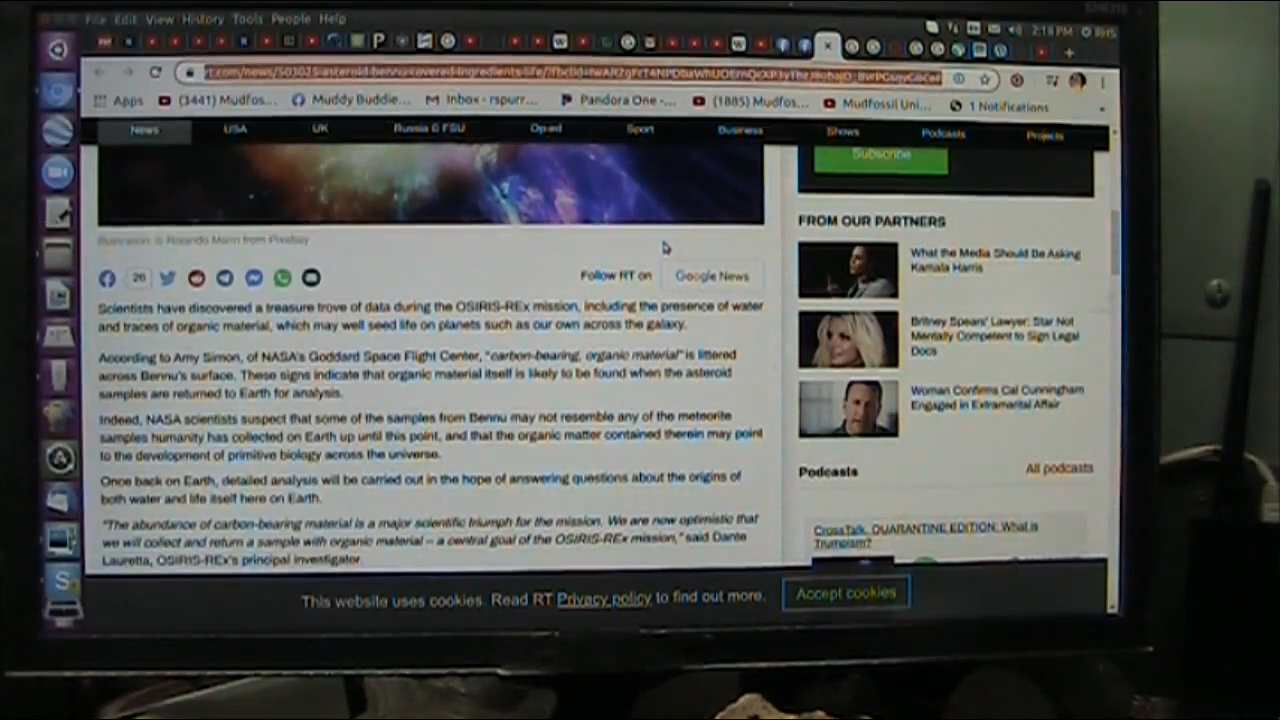 File Edit View History Tools People Help
2:18 PM
Apps (3441) Mudfos... Muddy Buddie... Inbox - rspurr... Pandora One -... (1885) Mudfos... Mudfossil Uni... 1 Notifications
News USA UK Russia & FSU Op-ed Sport Business Shows Podcasts Projects
Subscribe
from Pixabay
26
Follow RT on Google News
Scientists have discovered a treasure trove of data during the OSIRIS-REx mission, including the presence of water
and traces of organic material, which may well seed life on planets such as our own across the galaxy.
According to Amy Simon, of NASA's Goddard Space Flight Center, "carbon-bearing, organic material" is littered
across Bennu's surface. These signs indicate that organic material itself is likely to be found when the asteroid
samples are returned to Earth for analysis.
Indeed, NASA scientists suspect that some of the samples from Bennu may not resemble any of the meteorite
samples humanity has collected on Earth up until this point, and that the organic matter contained therein may point
to the development of primitive biology across the universe.
Once back on Earth, detailed analysis will be carried out in the hope of answering questions about the origins of
both water and life itself here on Earth.
"The abundance of carbon-bearing material is a major scientific triumph for the mission. We are now optimistic that
we will collect and return a sample with organic material – a central goal of the OSIRIS-REx mission," said Dante
Lauretta, OSIRIS-REx's principal investigator.
FROM OUR PARTNERS
What the Media Should Be Asking
Kamala Harris
Britney Spears' Lawyer: Star Not
Mentally Competent to Sign Legal
Docs
Woman Confirms Cal Cunningham
Engaged in Extramarital Affair
Podcasts All podcasts
CrossTalk, QUARANTINE EDITION: What is
Trumpism?
This website uses cookies. Read RT Privacy policy to find out more. Accept cookies